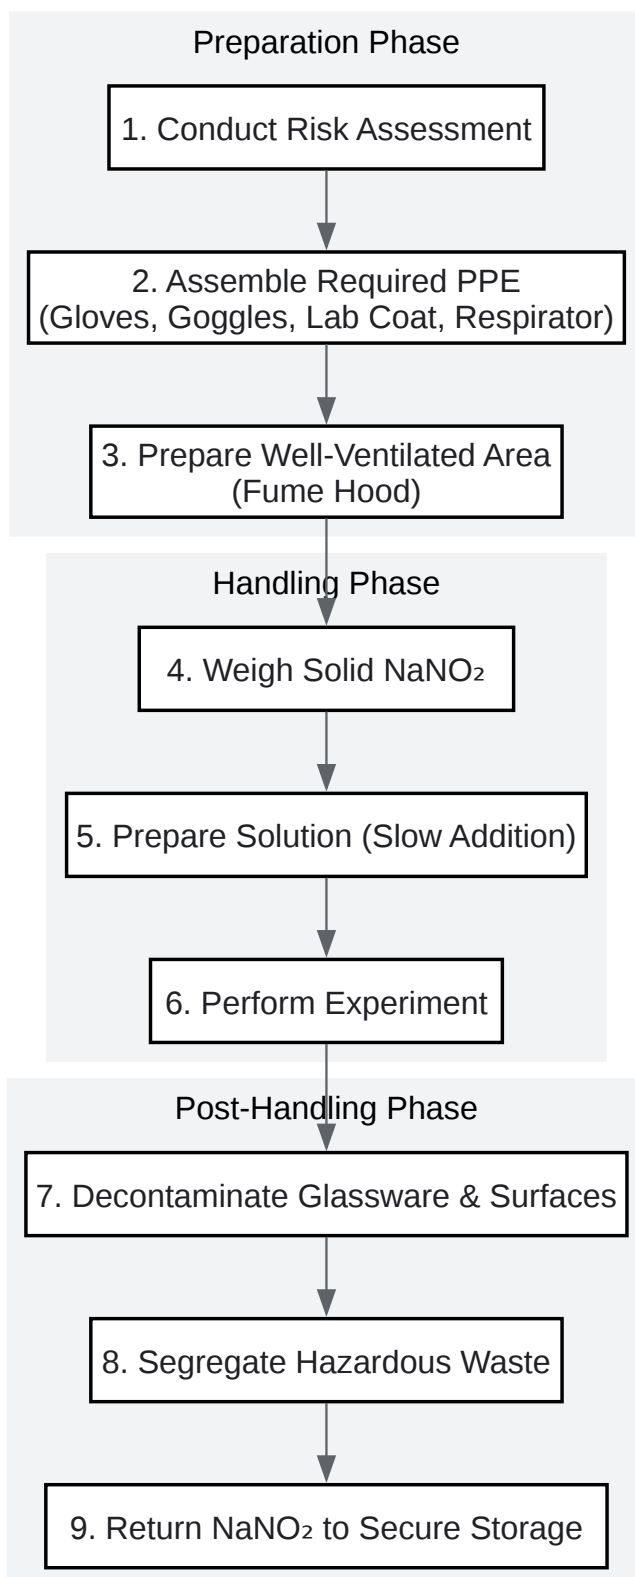 Preparation Phase
1. Conduct Risk Assessment
2. Assemble Required PPE
(Gloves, Goggles, Lab Coat, Respirator)
3. Prepare Well-Ventilated Area
(Fume Hood)
Handling Phase
4. Weigh Solid NaNO₂
5. Prepare Solution (Slow Addition)
6. Perform Experiment
Post-Handling Phase
7. Decontaminate Glassware & Surfaces
8. Segregate Hazardous Waste
9. Return NaNO₂ to Secure Storage